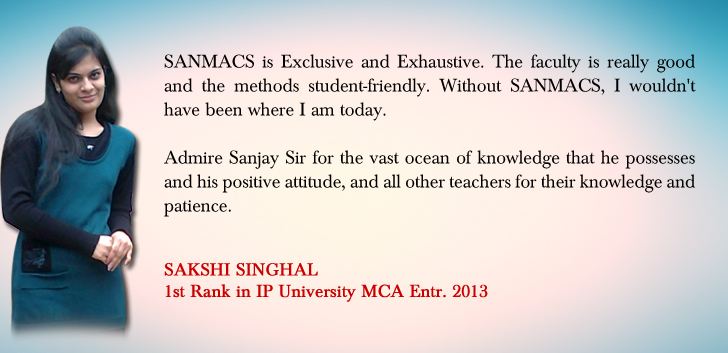 SANMACS is Exclusive and Exhaustive. The faculty is really good
and the methods student-friendly. Without SANMACS, I wouldn't
have been where I am today.
Admire Sanjay Sir for the vast ocean of knowledge that he possesses
and his positive attitude, and all other teachers for their knowledge and
patience.
SAKSHI SINGHAL
1st Rank in IP University MCA Entr. 2013